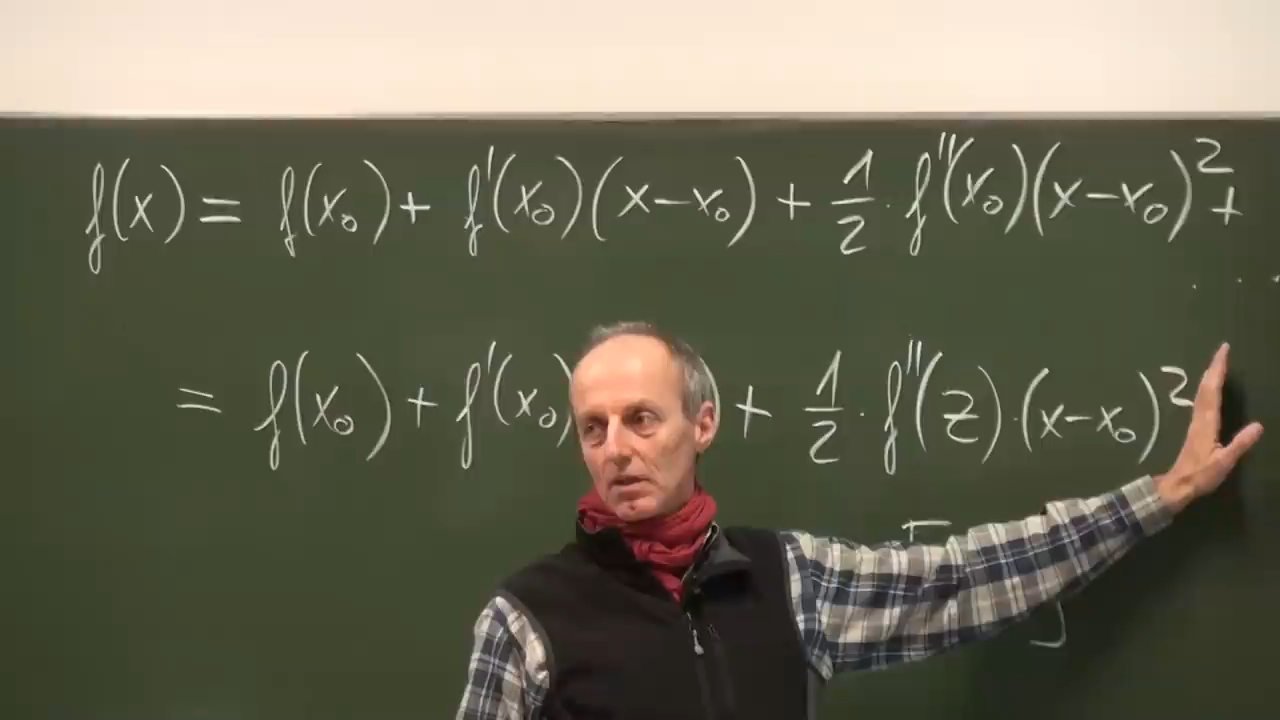 f(x) = f(x₀) + f'(x₀)(x−x₀) + 1/2 · f''(x₀)(x−x₀)² +
. . .
= f(x₀) + f'(x₀) ) + 1/2 · f''(z) · (x−x₀)²